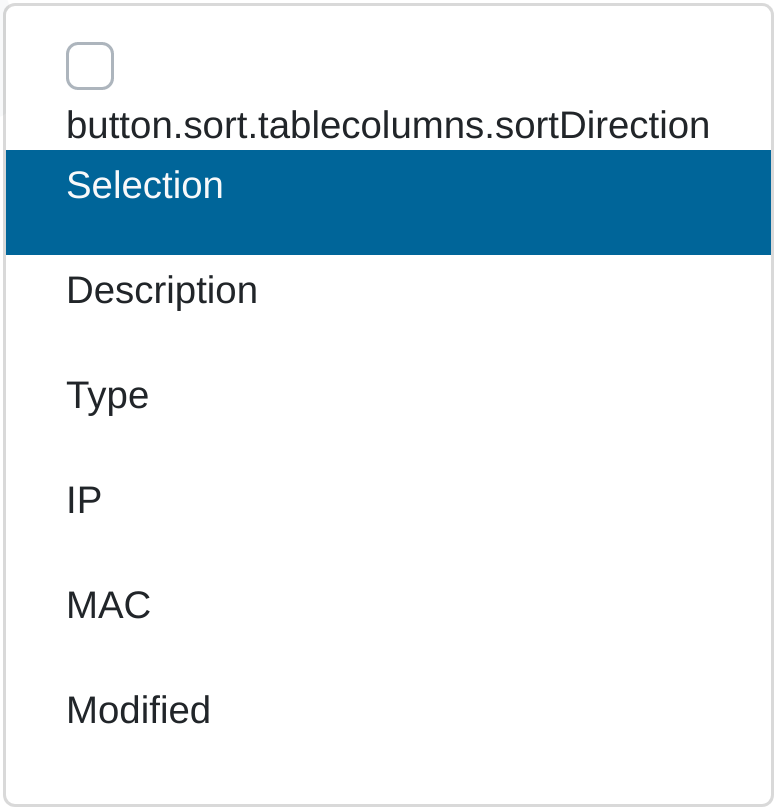 button.sort.tablecolumns.sortDirection
Selection
Description
Type
IP
MAC
Modified